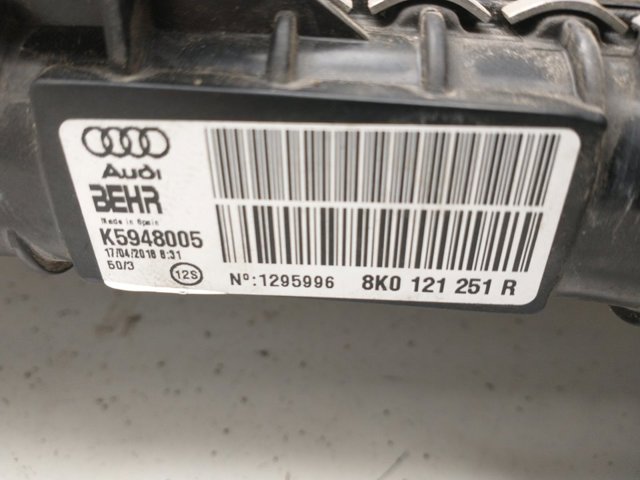 Audi
BEHR
Made in Spain
K5948005
17/04/2018 8:31
50/3
12S
Nº:1295996 8K0 121 251 R